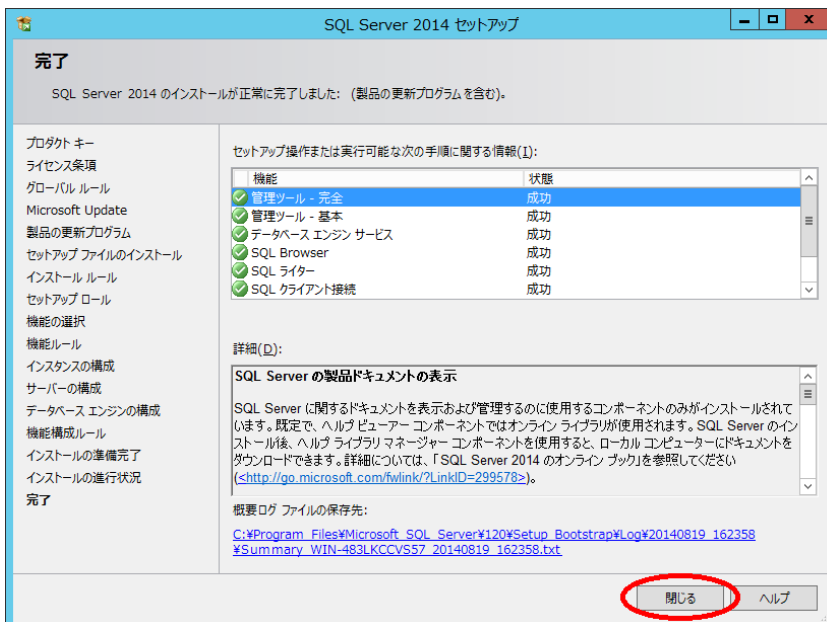 SQL Server 2014 セットアップ
完了
SQL Server 2014 のインストールが正常に完了しました: (製品の更新プログラムを含む)。
プロダクト キー
ライセンス条項
グローバル ルール
Microsoft Update
製品の更新プログラム
セットアップ ファイルのインストール
インストール ルール
セットアップ ロール
機能の選択
機能ルール
インスタンスの構成
サーバーの構成
データベース エンジンの構成
機能構成ルール
インストールの準備完了
インストールの進行状況
完了
セットアップ操作または実行可能な次の手順に関する情報(I):
機能 状態
管理ツール - 完全 成功
管理ツール - 基本 成功
データベース エンジン サービス 成功
SQL Browser 成功
SQL ライター 成功
SQL クライアント接続 成功
詳細(D):
SQL Server の製品ドキュメントの表示
SQL Server に関するドキュメントを表示および管理するのに使用するコンポーネントのみがインストールされて
います。既定で、ヘルプ ビューアー コンポーネントではオンライン ライブラリが使用されます。SQL Server のイン
ストール後、ヘルプ ライブラリ マネージャー コンポーネントを使用すると、ローカル コンピューターにドキュメントを
ダウンロードできます。詳細については、「SQL Server 2014 のオンライン ブック」を参照してください
(<http://go.microsoft.com/fwlink/?LinkID=299578>)。
概要ログ ファイルの保存先:
C:¥Program Files¥Microsoft SQL Server¥120¥Setup Bootstrap¥Log¥20140819_162358
¥Summary_WIN-483LKCCVS57_20140819_162358.txt
閉じる ヘルプ